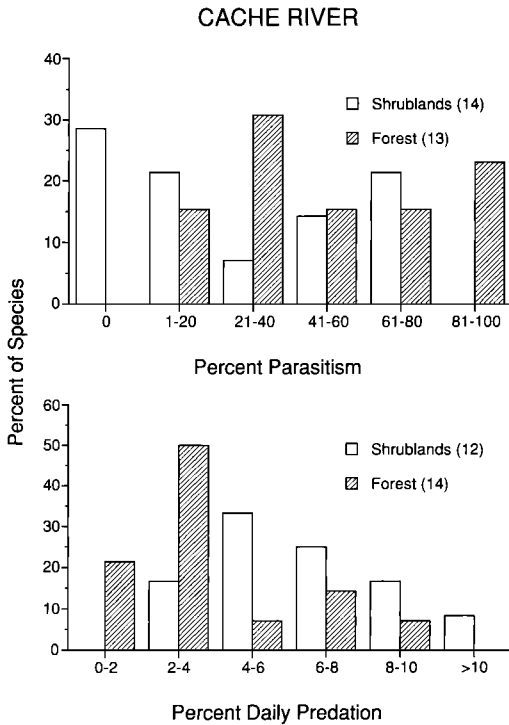 CACHE RIVER
Percent of Species
40
30
20
10
0
Shrublands (14)
Forest (13)
0 1-20 21-40 41-60 61-80 81-100
Percent Parasitism
60
50
40
30
20
10
0
Shrublands (12)
Forest (14)
0-2 2-4 4-6 6-8 8-10 >10
Percent Daily Predation